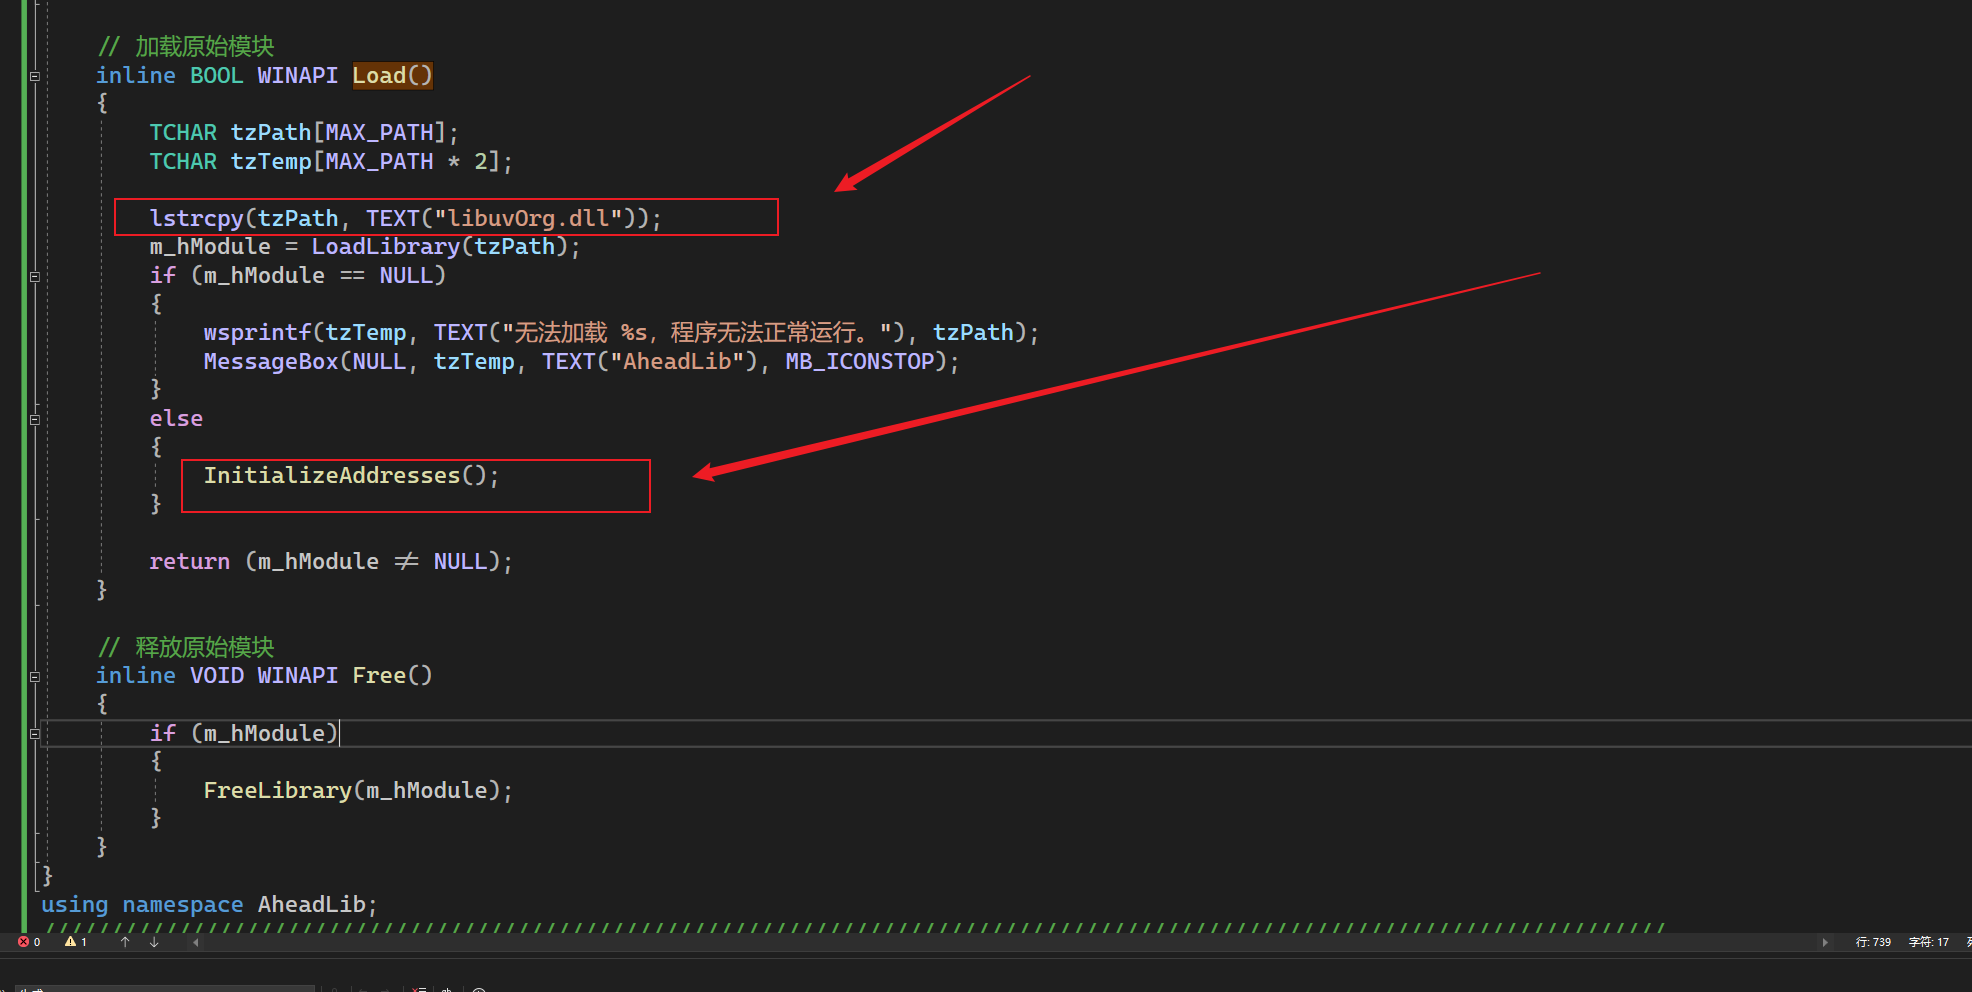 // 加载原始模块
inline BOOL WINAPI Load()
{
TCHAR tzPath[MAX_PATH];
TCHAR tzTemp[MAX_PATH * 2];
lstrcpy(tzPath, TEXT("libuvOrg.dll"));
m_hModule = LoadLibrary(tzPath);
if (m_hModule == NULL)
{
wsprintf(tzTemp, TEXT("无法加载 %s，程序无法正常运行。"), tzPath);
MessageBox(NULL, tzTemp, TEXT("AheadLib"), MB_ICONSTOP);
}
else
{
InitializeAddresses();
}
return (m_hModule ≠ NULL);
}
// 释放原始模块
inline VOID WINAPI Free()
{
if (m_hModule)
{
FreeLibrary(m_hModule);
}
}
}
using namespace AheadLib;
////////////////////////////////////////////////////////////////////////////////////////////////////////////////////////
0 1 行: 739 字符: 17